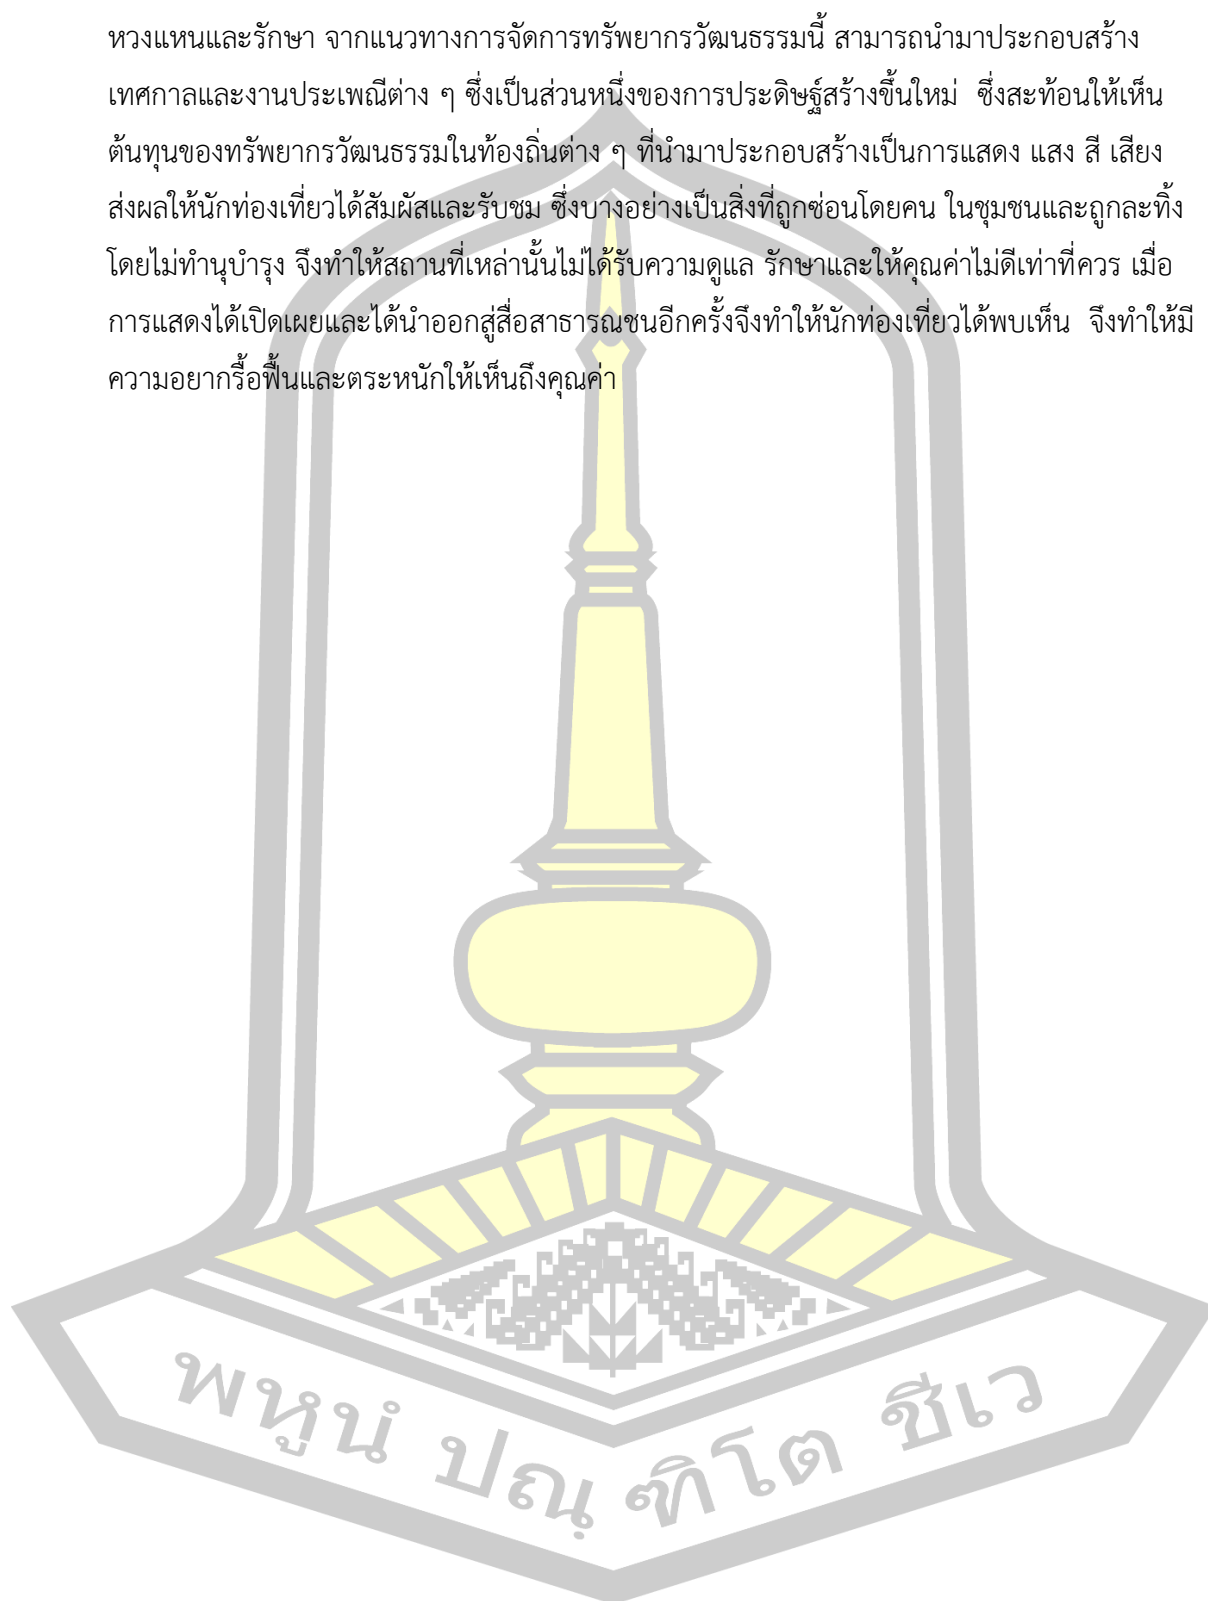 หวงแหนและรักษา จากแนวทางการจัดการทรัพยากรวัฒนธรรมนี้ สามารถนำมาประกอบสร้าง
เทศกาลและงานประเพณีต่าง ๆ ซึ่งเป็นส่วนหนึ่งของการประดิษฐ์สร้างขึ้นใหม่ ซึ่งสะท้อนให้เห็น
ต้นทุนของทรัพยากรวัฒนธรรมในท้องถิ่นต่าง ๆ ที่นำมาประกอบสร้างเป็นการแสดง แสง สี เสียง
ส่งผลให้นักท่องเที่ยวได้สัมผัสและรับชม ซึ่งบางอย่างเป็นสิ่งที่ถูกซ่อนโดยคน ในชุมชนและถูกละทิ้ง
โดยไม่ทำนุบำรุง จึงทำให้สถานที่เหล่านั้นไม่ได้รับความดูแล รักษาและให้คุณค่าไม่ดีเท่าที่ควร เมื่อ
การแสดงได้เปิดเผยและได้นำออกสู่สื่อสาธารณชนอีกครั้งจึงทำให้นักท่องเที่ยวได้พบเห็น จึงทำให้มี
ความอยากรื้อฟื้นและตระหนักให้เห็นถึงคุณค่า
พหูนํ ปณฺฑิโต ชีเว